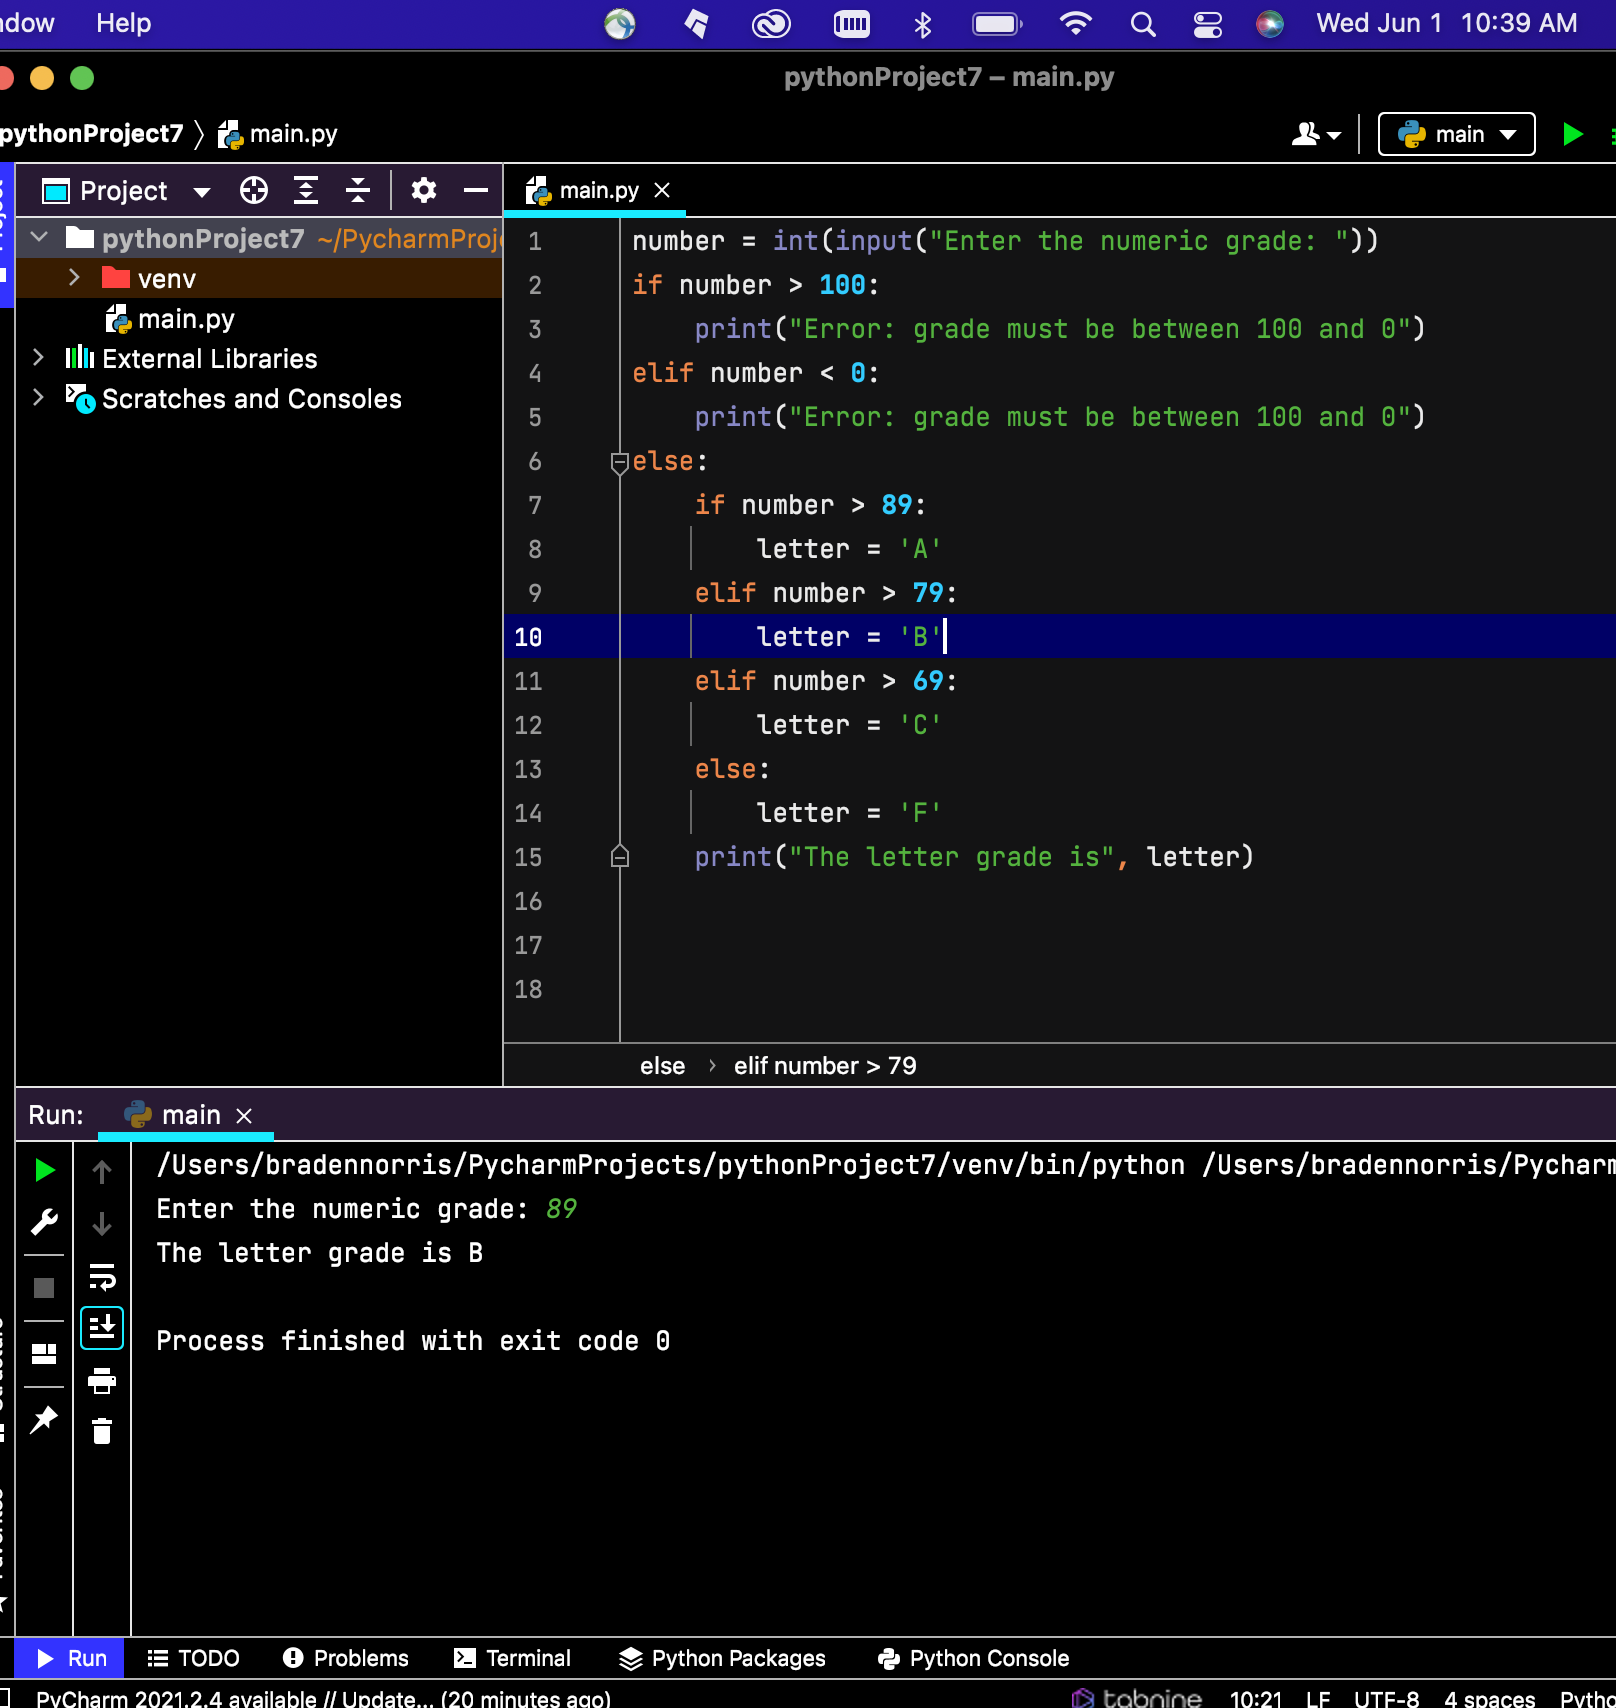 Help
Wed Jun 1 10:39 AM
pythonProject7 – main.py
pythonProject7 〉 main.py
main
Project
main.py
pythonProject7 ~/PycharmProj
venv
main.py
External Libraries
Scratches and Consoles
1 number = int(input("Enter the numeric grade: "))
2 if number > 100:
3     print("Error: grade must be between 100 and 0")
4 elif number < 0:
5     print("Error: grade must be between 100 and 0")
6 else:
7     if number > 89:
8         letter = 'A'
9     elif number > 79:
10         letter = 'B'
11     elif number > 69:
12         letter = 'C'
13     else:
14         letter = 'F'
15     print("The letter grade is", letter)
16
17
18
else › elif number > 79
Run: main
/Users/bradennorris/PycharmProjects/pythonProject7/venv/bin/python /Users/bradennorris/Pycharm
Enter the numeric grade: 89
The letter grade is B
Process finished with exit code 0
Run TODO Problems Terminal Python Packages Python Console
PyCharm 2021.2.4 available // Update... (20 minutes ago) tabnine 10:21 LF UTF-8 4 spaces Pytho